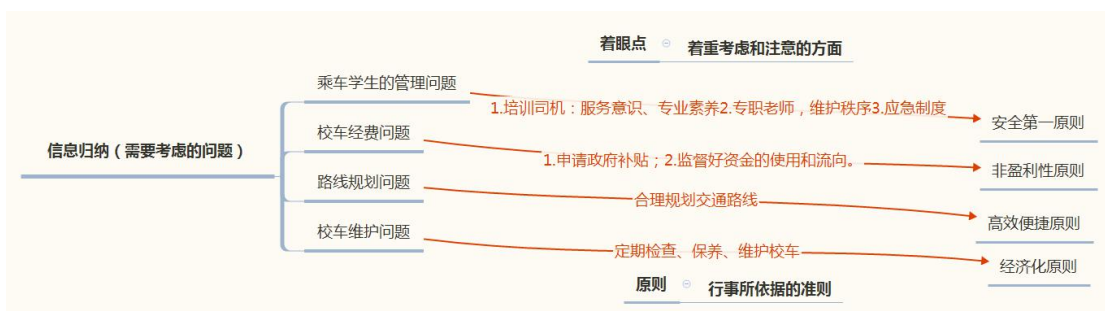 着眼点 着重考虑和注意的方面
乘车学生的管理问题
1.培训司机：服务意识、专业素养2.专职老师，维护秩序3.应急制度
安全第一原则
校车经费问题
信息归纳（需要考虑的问题）
1.申请政府补贴；2.监督好资金的使用和流向。
非盈利性原则
路线规划问题
合理规划交通路线
高效便捷原则
校车维护问题
定期检查、保养、维护校车
经济化原则
原则 行事所依据的准则